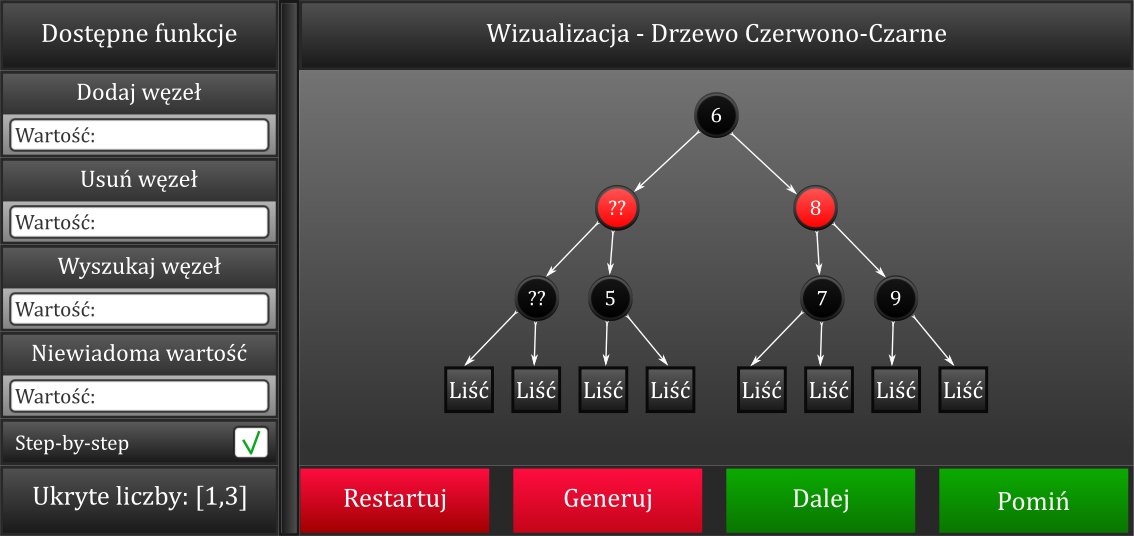 Dostępne funkcje
Dodaj węzeł
Wartość:
Usuń węzeł
Wartość:
Wyszukaj węzeł
Wartość:
Niewiadoma wartość
Wartość:
Step-by-step
Ukryte liczby: [1,3]
Wizualizacja - Drzewo Czerwono-Czarne
6
?? 8
?? 5 7 9
Liść Liść Liść Liść Liść Liść Liść Liść
Restartuj Generuj Dalej Pomiń